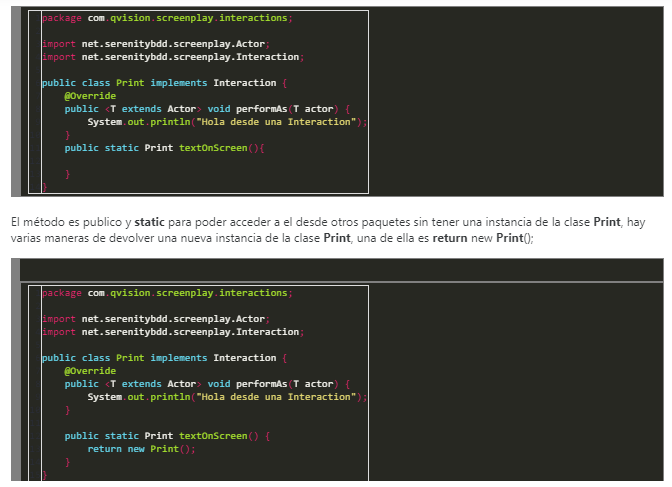 package com.qvision.screenplay.interactions;
import net.serenitybdd.screenplay.Actor;
import net.serenitybdd.screenplay.Interaction;
public class Print implements Interaction {
@Override
public <T extends Actor> void performAs(T actor) {
System.out.println("Hola desde una Interaction");
}
public static Print textOnScreen(){
}
}
El método es publico y static para poder acceder a el desde otros paquetes sin tener una instancia de la clase Print, hay
varias maneras de devolver una nueva instancia de la clase Print, una de ella es return new Print();
package com.qvision.screenplay.interactions;
import net.serenitybdd.screenplay.Actor;
import net.serenitybdd.screenplay.Interaction;
public class Print implements Interaction {
@Override
public <T extends Actor> void performAs(T actor) {
System.out.println("Hola desde una Interaction");
}
public static Print textOnScreen() {
return new Print();
}
}